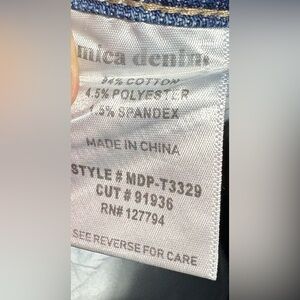 mica denim
94% COTTON
4.5% POLYESTER
1.5% SPANDEX
MADE IN CHINA
STYLE # MDP-T3329
CUT # 91936
RN# 127794
SEE REVERSE FOR CARE